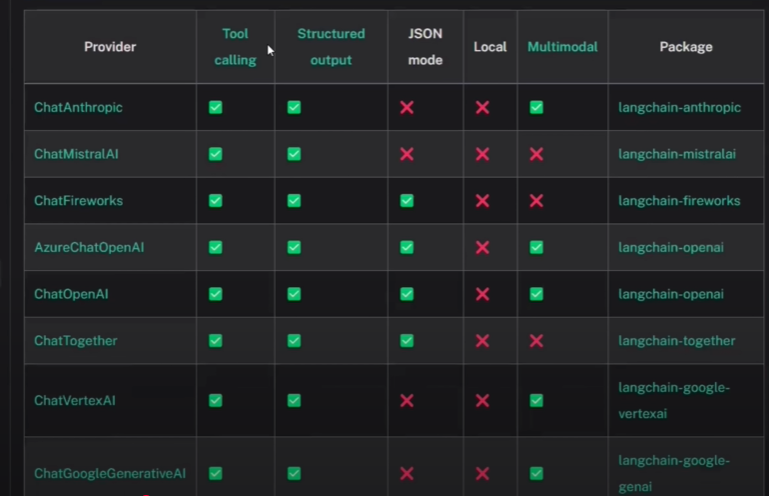 Provider
Tool calling
Structured output
JSON mode
Local
Multimodal
Package
ChatAnthropic ✅ ✅ ❌ ❌ ✅ langchain-anthropic
ChatMistralAI ✅ ✅ ❌ ❌ ❌ langchain-mistralai
ChatFireworks ✅ ✅ ✅ ❌ ❌ langchain-fireworks
AzureChatOpenAI ✅ ✅ ✅ ❌ ✅ langchain-openai
ChatOpenAI ✅ ✅ ✅ ❌ ✅ langchain-openai
ChatTogether ✅ ✅ ✅ ❌ ❌ langchain-together
ChatVertexAI ✅ ✅ ❌ ❌ ✅ langchain-google-
vertexai
ChatGoogleGenerativeAI ✅ ✅ ❌ ❌ ✅ langchain-google-
genai